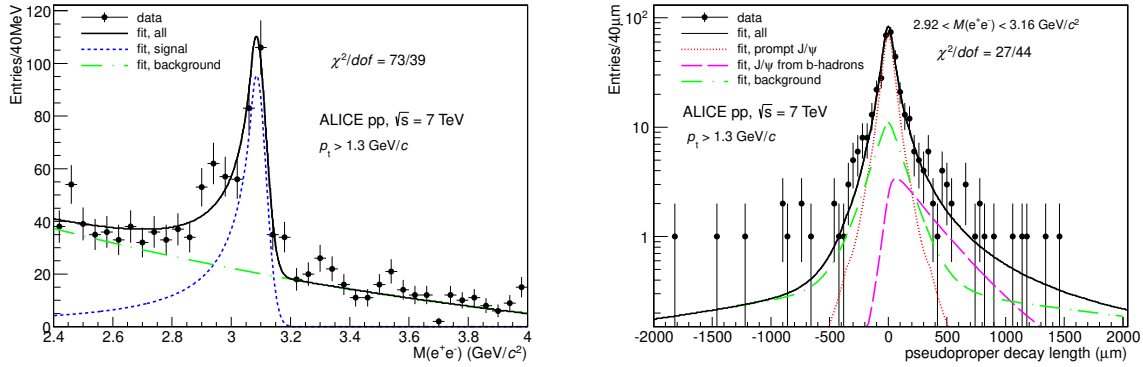 Entries/40MeV
120
100
80
60
40
20
0
data
fit, all
fit, signal
fit, background
χ²/dof = 73/39
ALICE pp, √s = 7 TeV
pₜ > 1.3 GeV/c
2.4 2.6 2.8 3 3.2 3.4 3.6 3.8 4
M(e⁺e⁻) (GeV/c²)
Entries/40μm
10²
10
1
data
fit, all
fit, prompt J/ψ
fit, J/ψ from b-hadrons
fit, background
2.92 < M(e⁺e⁻) < 3.16 GeV/c²
χ²/dof = 27/44
ALICE pp, √s = 7 TeV
pₜ > 1.3 GeV/c
-2000 -1500 -1000 -500 0 500 1000 1500 2000
pseudoproper decay length (μm)